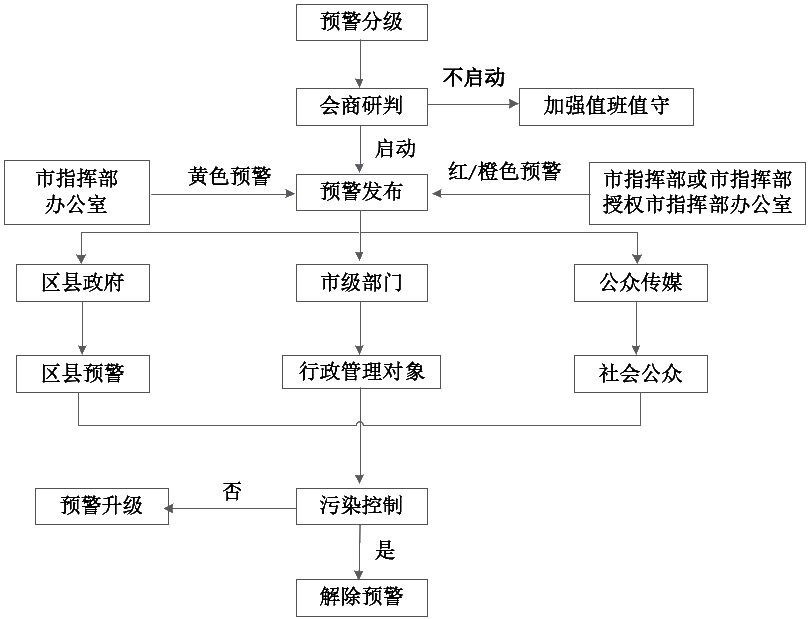 预警分级
不启动
会商研判
加强值班值守
启动
市指挥部
办公室
黄色预警
预警发布
红/橙色预警
市指挥部或市指挥部
授权市指挥部办公室
区县政府
市级部门
公众传媒
区县预警
行政管理对象
社会公众
否
预警升级
污染控制
是
解除预警